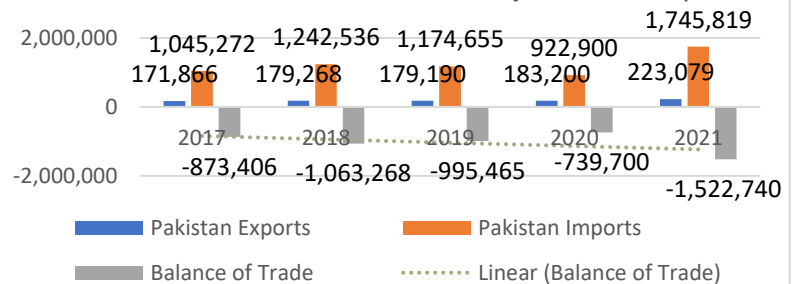 1,745,819
2,000,000 1,045,272 1,242,536 1,174,655 922,900
171,866 179,268 179,190 183,200 223,079
0
2017 2018 2019 2020 2021
-873,406 -1,063,268 -995,465 -739,700
-2,000,000 -1,522,740
Pakistan Exports Pakistan Imports
Balance of Trade Linear (Balance of Trade)